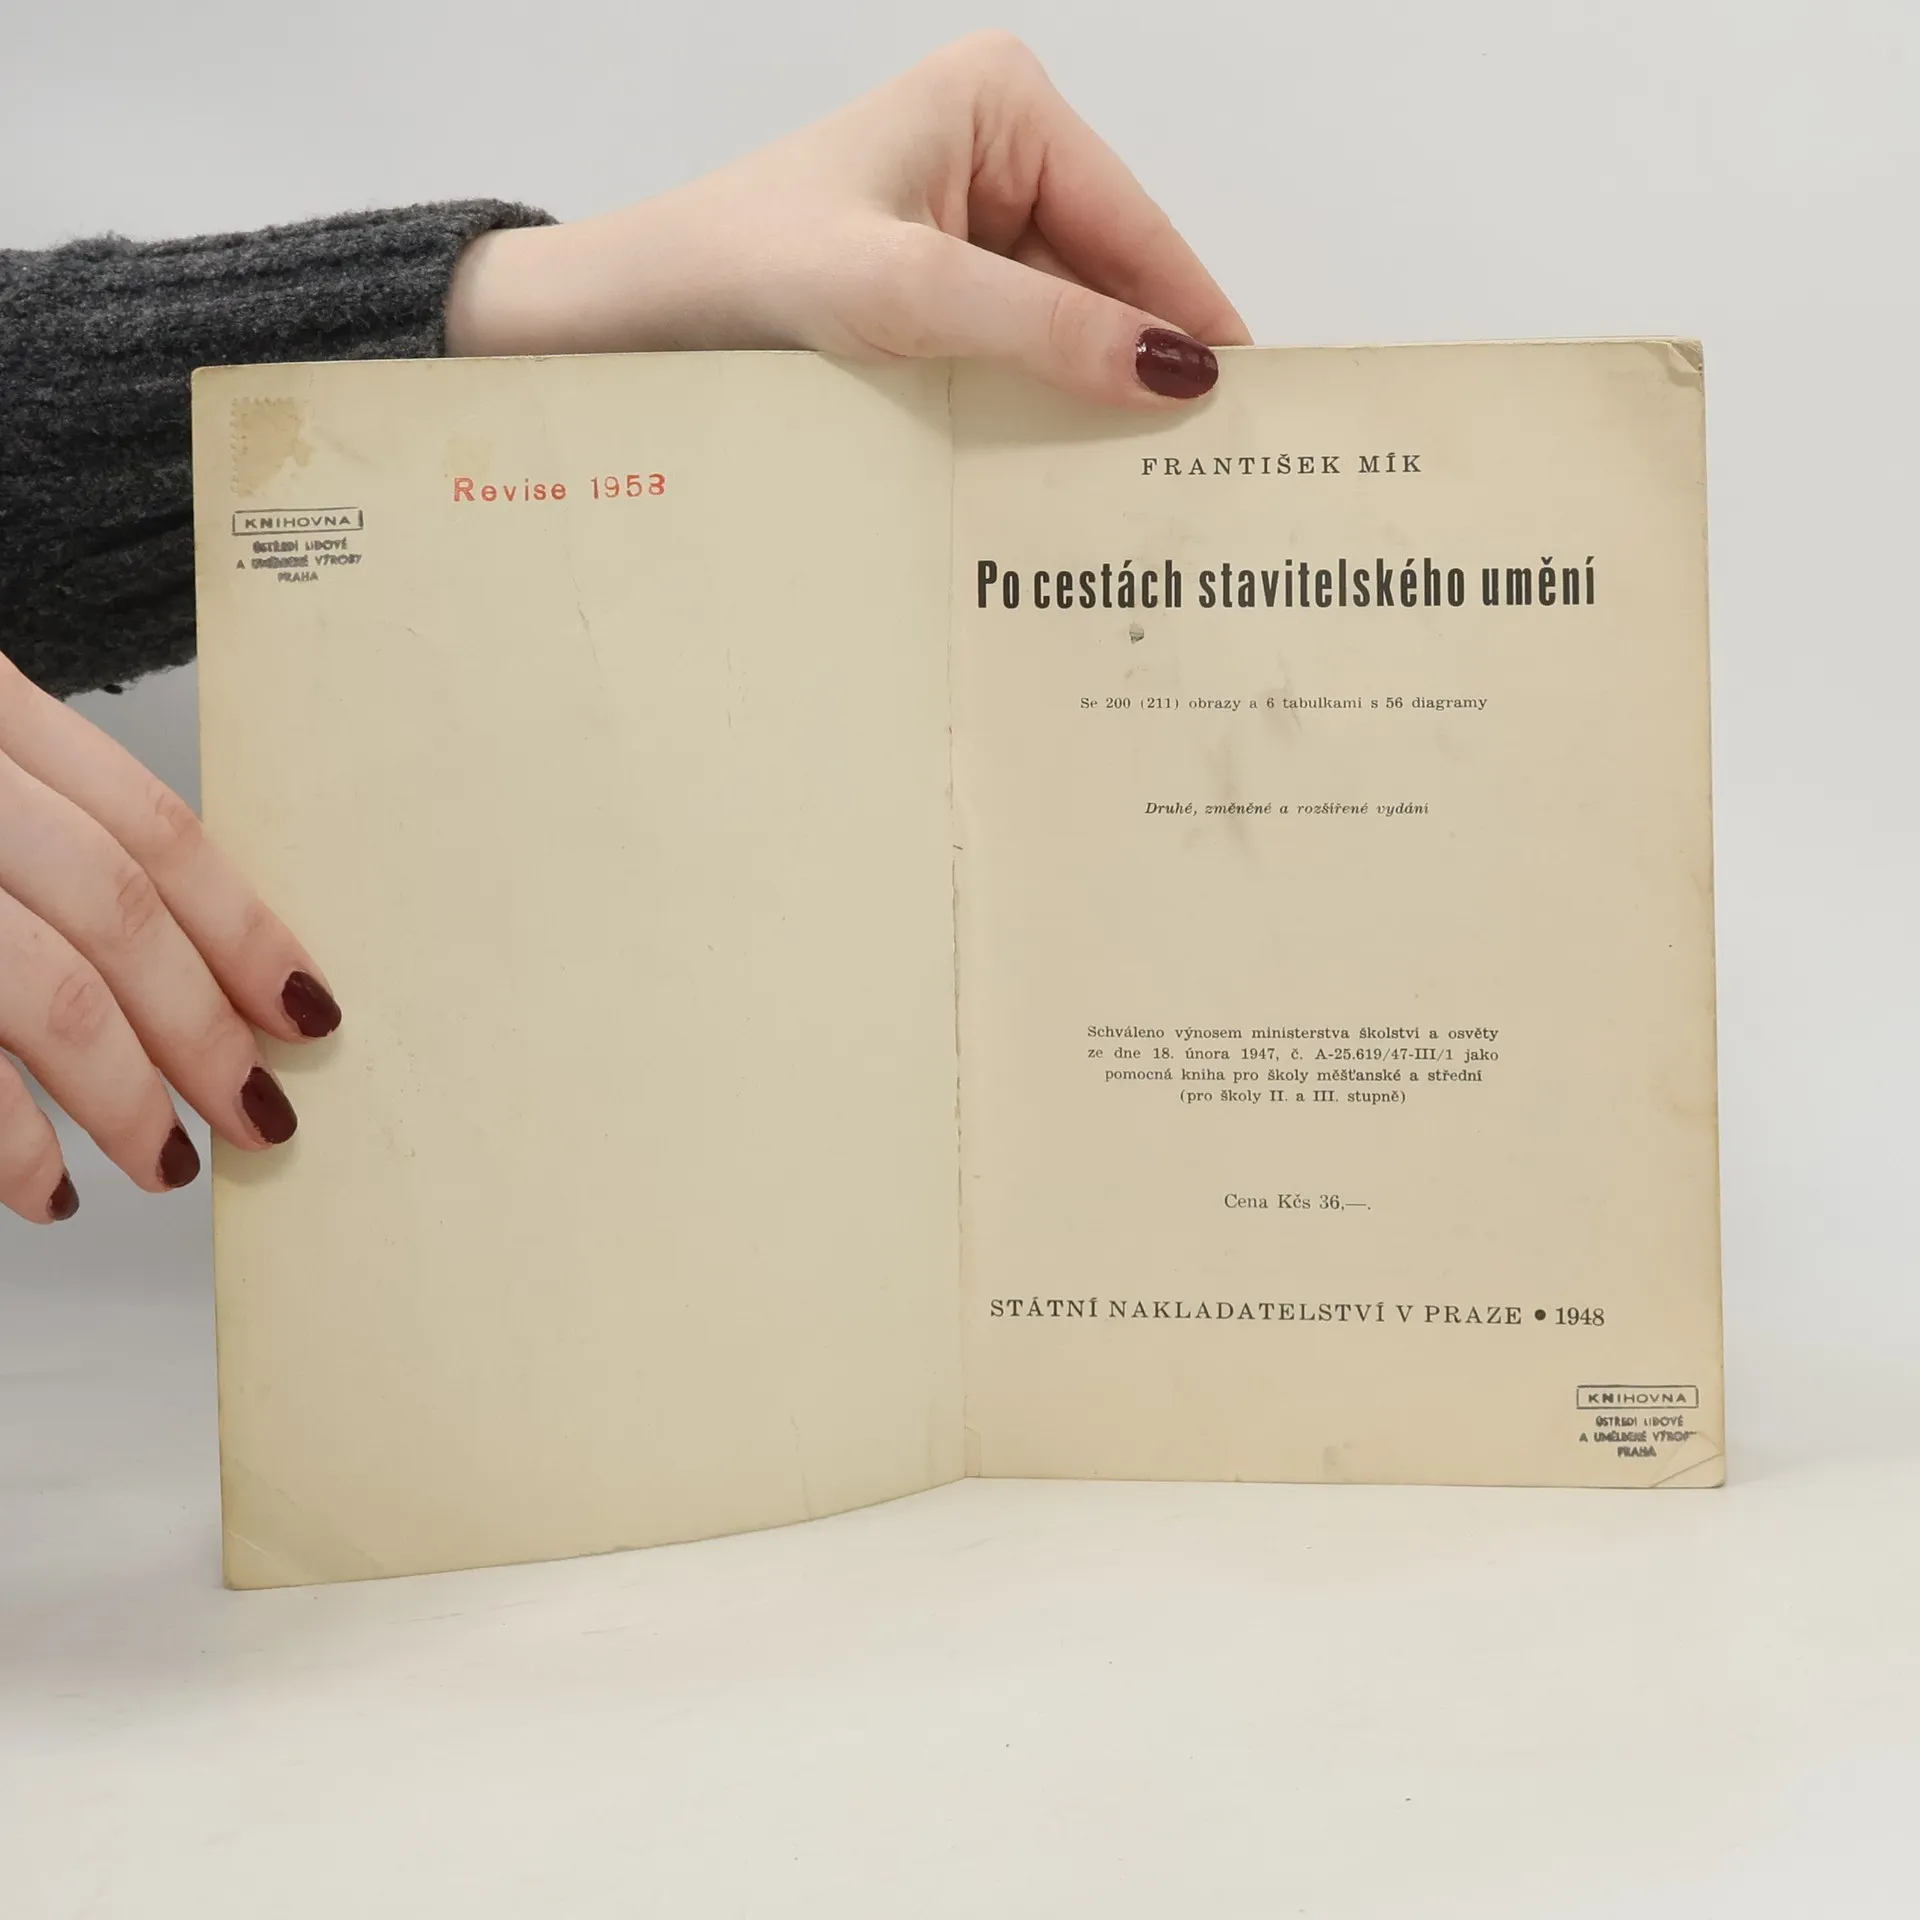 Revise 1953
KNIHOVNA
ÚSTŘEDÍ LIDOVÉ
A UMĚLECKÉ VÝROBY
PRAHA
FRANTIŠEK MÍK
Po cestách stavitelského umění
Se 200 (211) obrazy a 6 tabulkami s 56 diagramy
Druhé, změněné a rozšířené vydání
Schváleno výnosem ministerstva školství a osvěty
ze dne 18. února 1947, č. A-25.619/47-III/1 jako
pomocná kniha pro školy měšťanské a střední
(pro školy II. a III. stupně)
Cena Kčs 36,—.
STÁTNÍ NAKLADATELSTVÍ V PRAZE • 1948
KNIHOVNA
ÚSTŘEDÍ LIDOVÉ
A UMĚLECKÉ VÝROBY
PRAHA